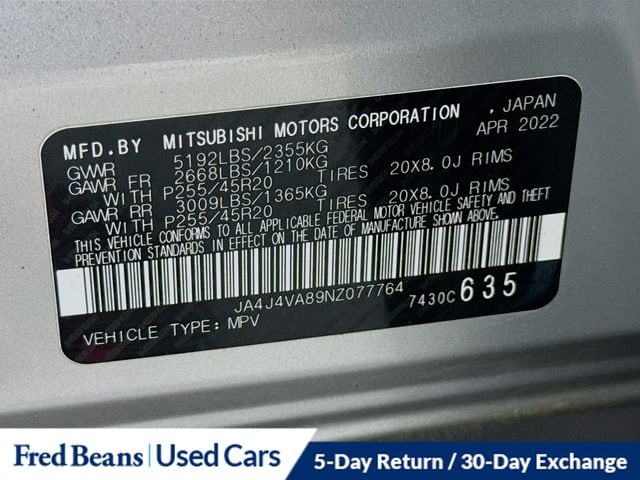 MFD.BY MITSUBISHI MOTORS CORPORATION , JAPAN
GVWR 5192LBS/2355KG APR 2022
GAWR FR 2668LBS/1210KG
WITH P255/45R20 TIRES 20X8.0J RIMS
GAWR RR 3009LBS/1365KG
WITH P255/45R20 TIRES 20X8.0J RIMS
THIS VEHICLE CONFORMS TO ALL APPLICABLE FEDERAL MOTOR VEHICLE SAFETY AND THEFT
PREVENTION STANDARDS IN EFFECT ON THE DATE OF MANUFACTURE SHOWN ABOVE.
JA4J4VA89NZ077764 7430C 635
VEHICLE TYPE: MPV
Fred Beans Used Cars 5-Day Return / 30-Day Exchange